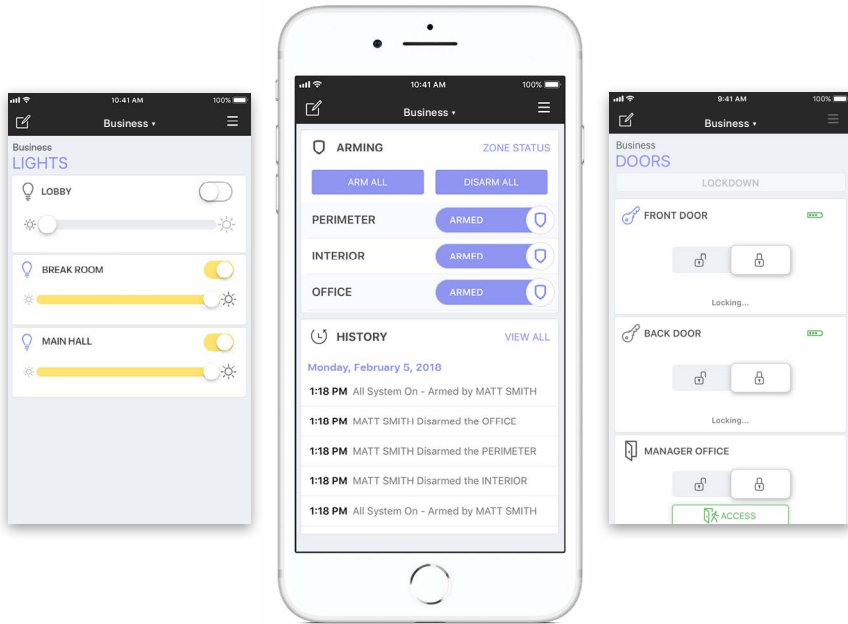 10:41 AM 100%
Business
Business
LIGHTS
LOBBY
BREAK ROOM
MAIN HALL
10:41 AM 100%
Business
ARMING ZONE STATUS
ARM ALL DISARM ALL
PERIMETER ARMED
INTERIOR ARMED
OFFICE ARMED
HISTORY VIEW ALL
Monday, February 5, 2018
1:18 PM All System On - Armed by MATT SMITH
1:18 PM MATT SMITH Disarmed the OFFICE
1:18 PM MATT SMITH Disarmed the PERIMETER
1:18 PM MATT SMITH Disarmed the INTERIOR
1:18 PM All System On - Armed by MATT SMITH
9:41 AM 100%
Business
Business
DOORS
LOCKDOWN
FRONT DOOR
Locking...
BACK DOOR
Locking...
MANAGER OFFICE
ACCESS